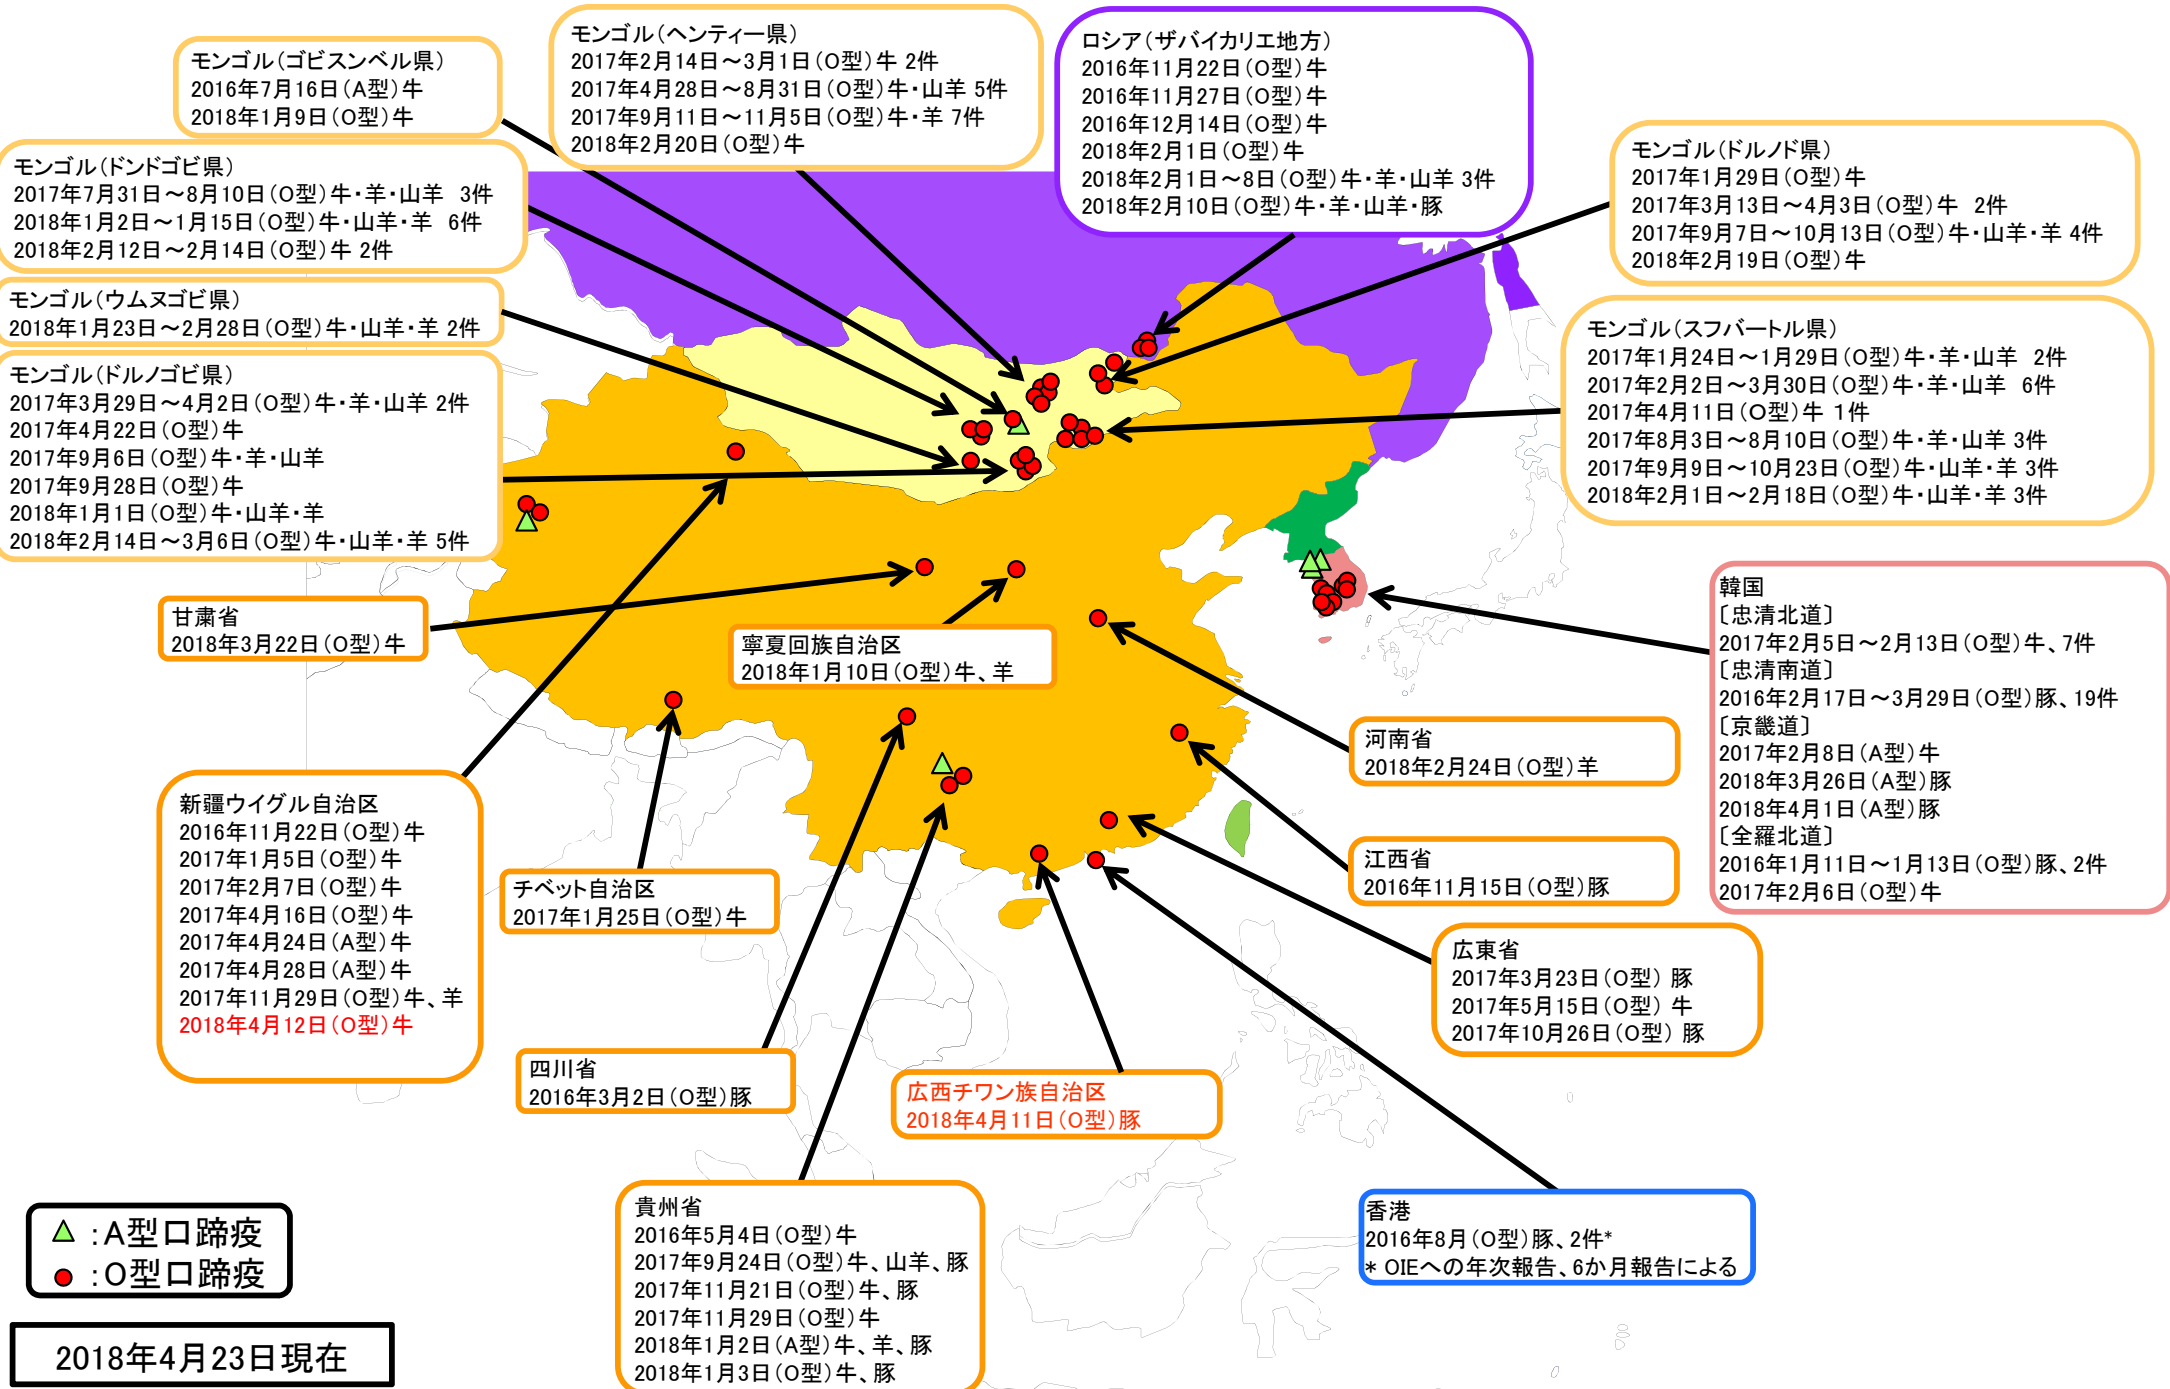 モンゴル（ゴビスンベル県）
2016年7月16日（A型）牛
2018年1月9日（O型）牛
モンゴル（ヘンティー県）
2017年2月14日～3月1日（O型）牛 2件
2017年4月28日～8月31日（O型）牛・山羊 5件
2017年9月11日～11月5日（O型）牛・羊 7件
2018年2月20日（O型）牛
ロシア（ザバイカリエ地方）
2016年11月22日（O型）牛
2016年11月27日（O型）牛
2016年12月14日（O型）牛
2018年2月1日（O型）牛
2018年2月1日～8日（O型）牛・羊・山羊 3件
2018年2月10日（O型）牛・羊・山羊・豚
モンゴル（ドルノド県）
2017年1月29日（O型）牛
2017年3月13日～4月3日（O型）牛 2件
2017年9月7日～10月13日（O型）牛・山羊・羊 4件
2018年2月19日（O型）牛
モンゴル（ドンドゴビ県）
2017年7月31日～8月10日（O型）牛・羊・山羊 3件
2018年1月2日～1月15日（O型）牛・山羊・羊 6件
2018年2月12日～2月14日（O型）牛 2件
モンゴル（ウムヌゴビ県）
2018年1月23日～2月28日（O型）牛・山羊・羊 2件
モンゴル（スフバートル県）
2017年1月24日～1月29日（O型）牛・羊・山羊 2件
2017年2月2日～3月30日（O型）牛・羊・山羊 6件
2017年4月11日（O型）牛 1件
2017年8月3日～8月10日（O型）牛・羊・山羊 3件
2017年9月9日～10月23日（O型）牛・山羊・羊 3件
2018年2月1日～2月18日（O型）牛・山羊・羊 3件
モンゴル（ドルノゴビ県）
2017年3月29日～4月2日（O型）牛・羊・山羊 2件
2017年4月22日（O型）牛
2017年9月6日（O型）牛・羊・山羊
2017年9月28日（O型）牛
2018年1月1日（O型）牛・山羊・羊
2018年2月14日～3月6日（O型）牛・山羊・羊 5件
甘粛省
2018年3月22日（O型）牛
寧夏回族自治区
2018年1月10日（O型）牛、羊
韓国
〔忠清北道〕
2017年2月5日～2月13日（O型）牛、7件
〔忠清南道〕
2016年2月17日～3月29日（O型）豚、19件
〔京畿道〕
2017年2月8日（A型）牛
2018年3月26日（A型）豚
2018年4月1日（A型）豚
〔全羅北道〕
2016年1月11日～1月13日（O型）豚、2件
2017年2月6日（O型）牛
河南省
2018年2月24日（O型）羊
江西省
2016年11月15日（O型）豚
新疆ウイグル自治区
2016年11月22日（O型）牛
2017年1月5日（O型）牛
2017年2月7日（O型）牛
2017年4月16日（O型）牛
2017年4月24日（A型）牛
2017年4月28日（A型）牛
2017年11月29日（O型）牛、羊
2018年4月12日（O型）牛
チベット自治区
2017年1月25日（O型）牛
広東省
2017年3月23日（O型） 豚
2017年5月15日（O型） 牛
2017年10月26日（O型） 豚
四川省
2016年3月2日（O型）豚
広西チワン族自治区
2018年4月11日（O型）豚
貴州省
2016年5月4日（O型）牛
2017年9月24日（O型）牛、山羊、豚
2017年11月21日（O型）牛、豚
2017年11月29日（O型）牛
2018年1月2日（A型）牛、羊、豚
2018年1月3日（O型）牛、豚
香港
2016年8月（O型）豚、2件*
* OIEへの年次報告、6か月報告による
：A型口蹄疫
：O型口蹄疫
2018年4月23日現在